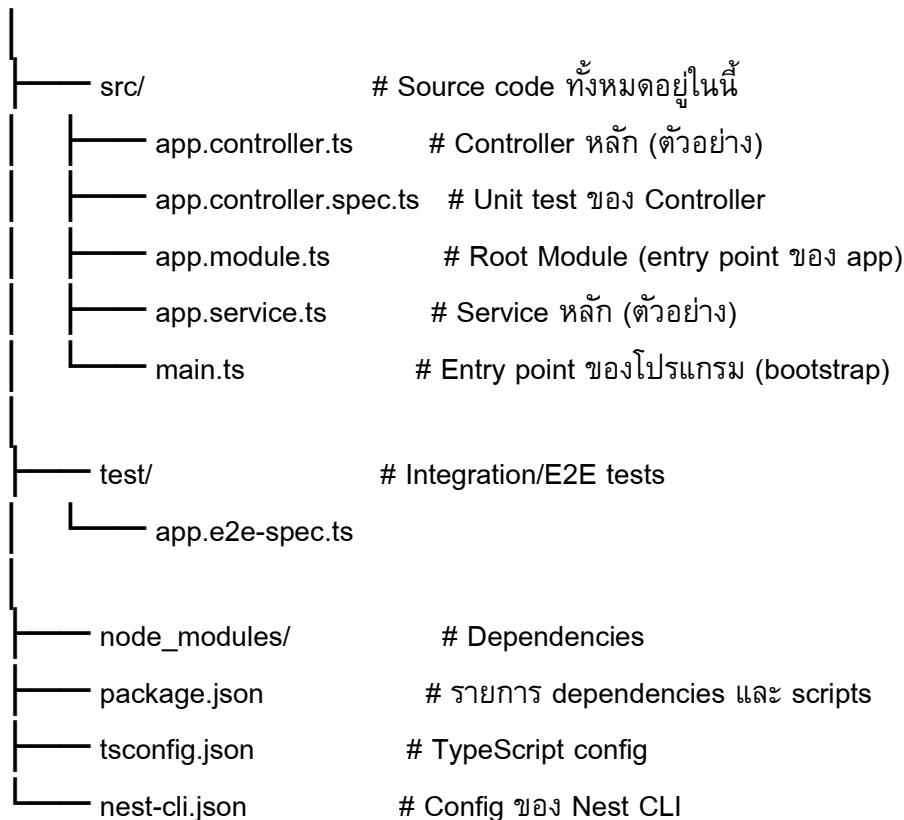 │
├── src/ # Source code ทั้งหมดอยู่ในนี้
│ ├── app.controller.ts # Controller หลัก (ตัวอย่าง)
│ ├── app.controller.spec.ts # Unit test ของ Controller
│ ├── app.module.ts # Root Module (entry point ของ app)
│ ├── app.service.ts # Service หลัก (ตัวอย่าง)
│ └── main.ts # Entry point ของโปรแกรม (bootstrap)
│
├── test/ # Integration/E2E tests
│ └── app.e2e-spec.ts
│
├── node_modules/ # Dependencies
├── package.json # รายการ dependencies และ scripts
├── tsconfig.json # TypeScript config
└── nest-cli.json # Config ของ Nest CLI